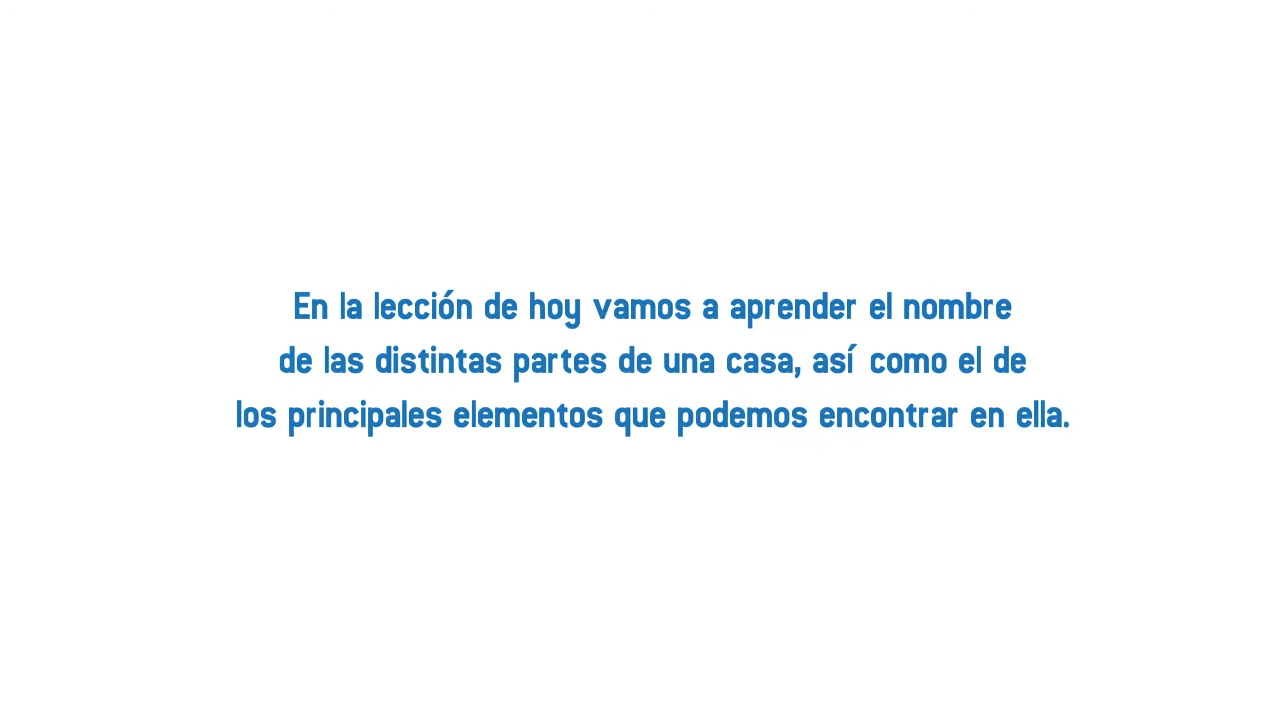 En la lección de hoy vamos a aprender el nombre
de las distintas partes de una casa, así como el de
los principales elementos que podemos encontrar en ella.